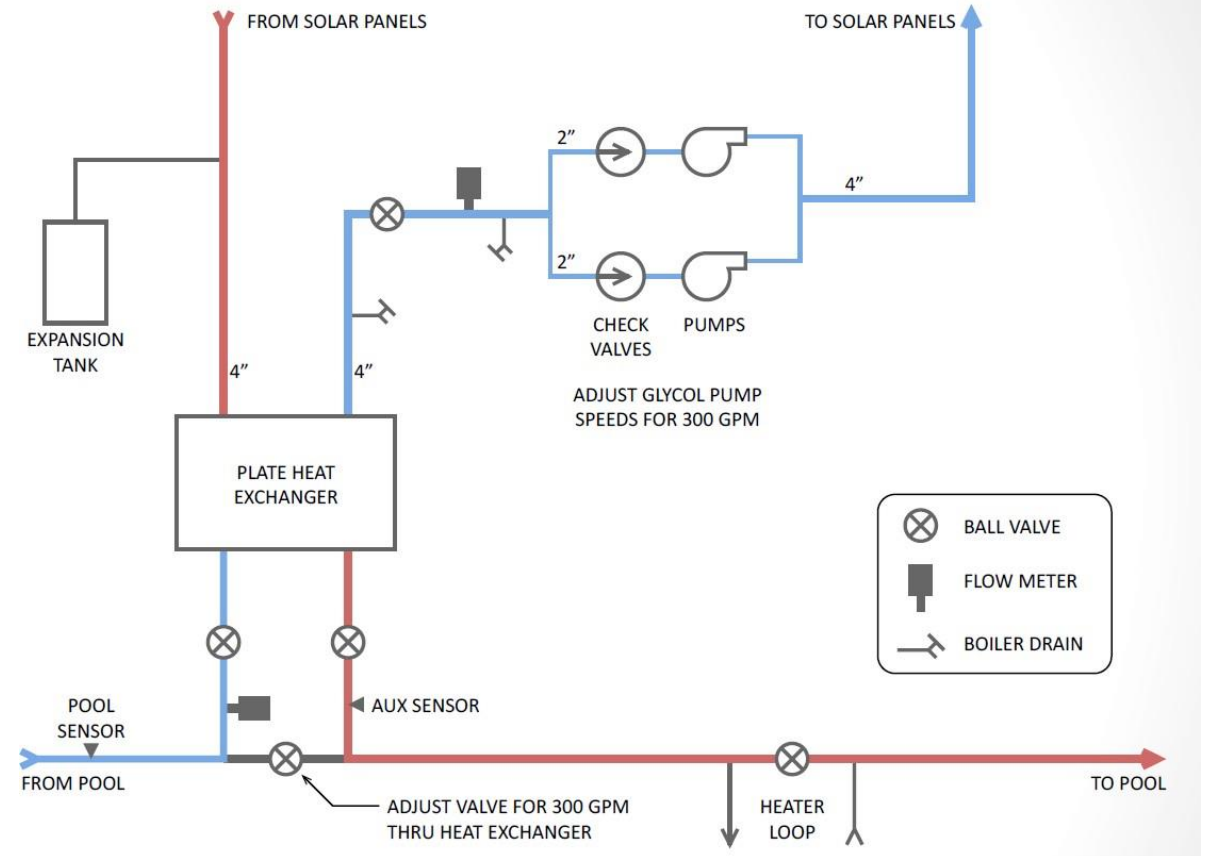 FROM SOLAR PANELS
TO SOLAR PANELS
2”
4”
2”
EXPANSION
TANK
CHECK
VALVES
PUMPS
4”
4”
ADJUST GLYCOL PUMP
SPEEDS FOR 300 GPM
PLATE HEAT
EXCHANGER
BALL VALVE
FLOW METER
BOILER DRAIN
POOL
SENSOR
AUX SENSOR
FROM POOL
TO POOL
ADJUST VALVE FOR 300 GPM
THRU HEAT EXCHANGER
HEATER
LOOP